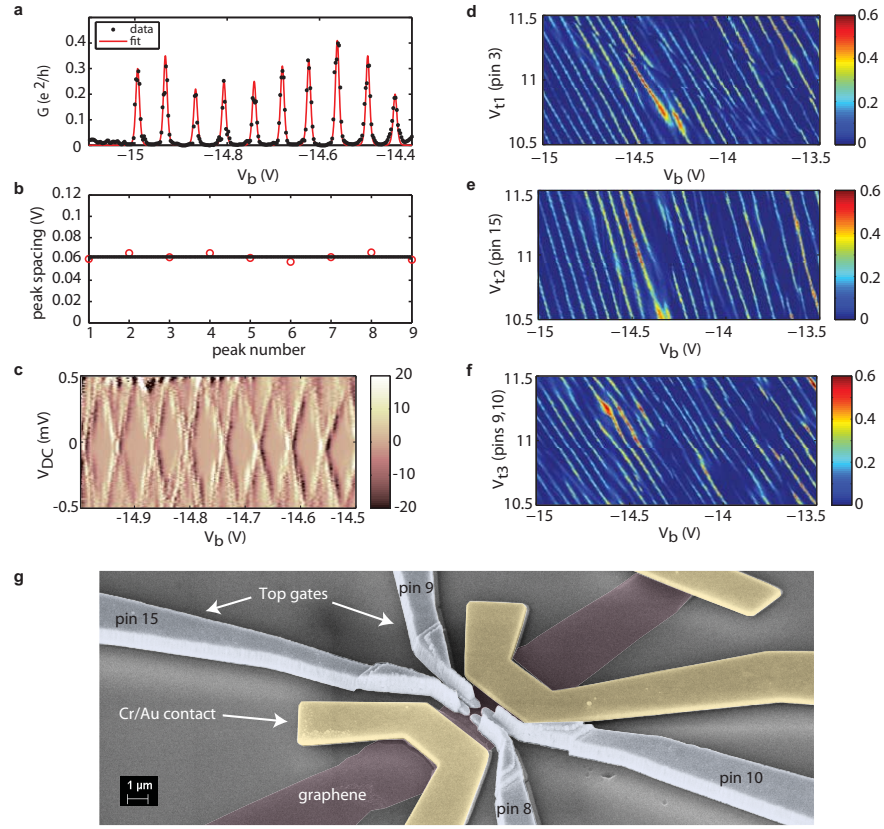 a
data
fit
G (e²/h)
0.4
0.3
0.2
0.1
0
−15
−14.8
−14.6
−14.4
V_b (V)
b
peak spacing (V)
0.12
0.09
0.06
0.04
0.02
0
1 2 3 4 5 6 7 8 9
peak number
c
V_DC (mV)
0.5
0
-0.5
-14.9
-14.8
-14.7
-14.6
-14.5
V_b (V)
20
10
0
-10
-20
d
V_t1 (pin 3)
11.5
11
10.5
−15
−14.5
−14
−13.5
V_b (V)
0.6
0.4
0.2
0
e
V_t2 (pin 15)
11.5
11
10.5
−15
−14.5
−14
−13.5
V_b (V)
0.6
0.4
0.2
0
f
V_t3 (pins 9,10)
11.5
11
10.5
−15
−14.5
−14
−13.5
V_b (V)
0.6
0.4
0.2
0
g
Top gates
pin 9
pin 15
Cr/Au contact
graphene
1 µm
pin 8
pin 10